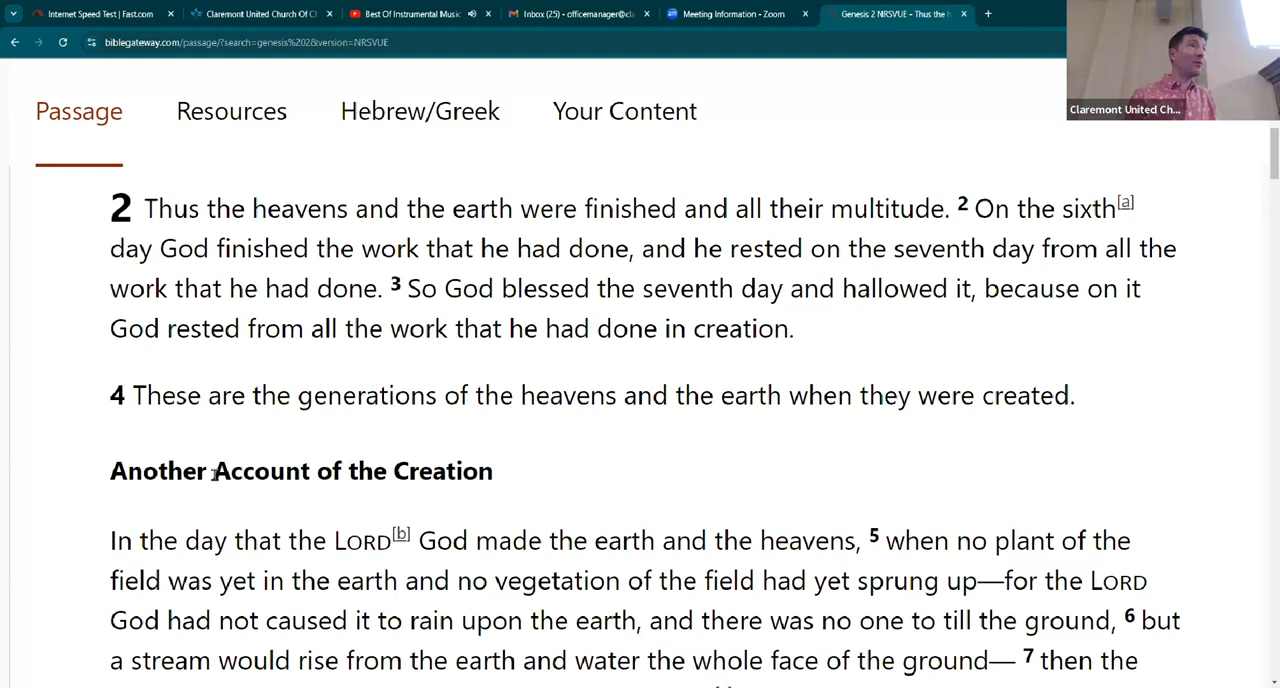 Internet Speed Test | Fast.com
Claremont United Church Of Ch
Best Of Instrumental Music
Inbox (25) - officemanager@cla
Meeting Information - Zoom
Genesis 2 NRSVUE - Thus the h
biblegateway.com/passage/?search=genesis%202&version=NRSVUE
Claremont United Ch...
Passage
Resources
Hebrew/Greek
Your Content
2 Thus the heavens and the earth were finished and all their multitude. 2 On the sixth[a]
day God finished the work that he had done, and he rested on the seventh day from all the
work that he had done. 3 So God blessed the seventh day and hallowed it, because on it
God rested from all the work that he had done in creation.
4 These are the generations of the heavens and the earth when they were created.
Another Account of the Creation
In the day that the LORD[b] God made the earth and the heavens, 5 when no plant of the
field was yet in the earth and no vegetation of the field had yet sprung up—for the LORD
God had not caused it to rain upon the earth, and there was no one to till the ground, 6 but
a stream would rise from the earth and water the whole face of the ground— 7 then the